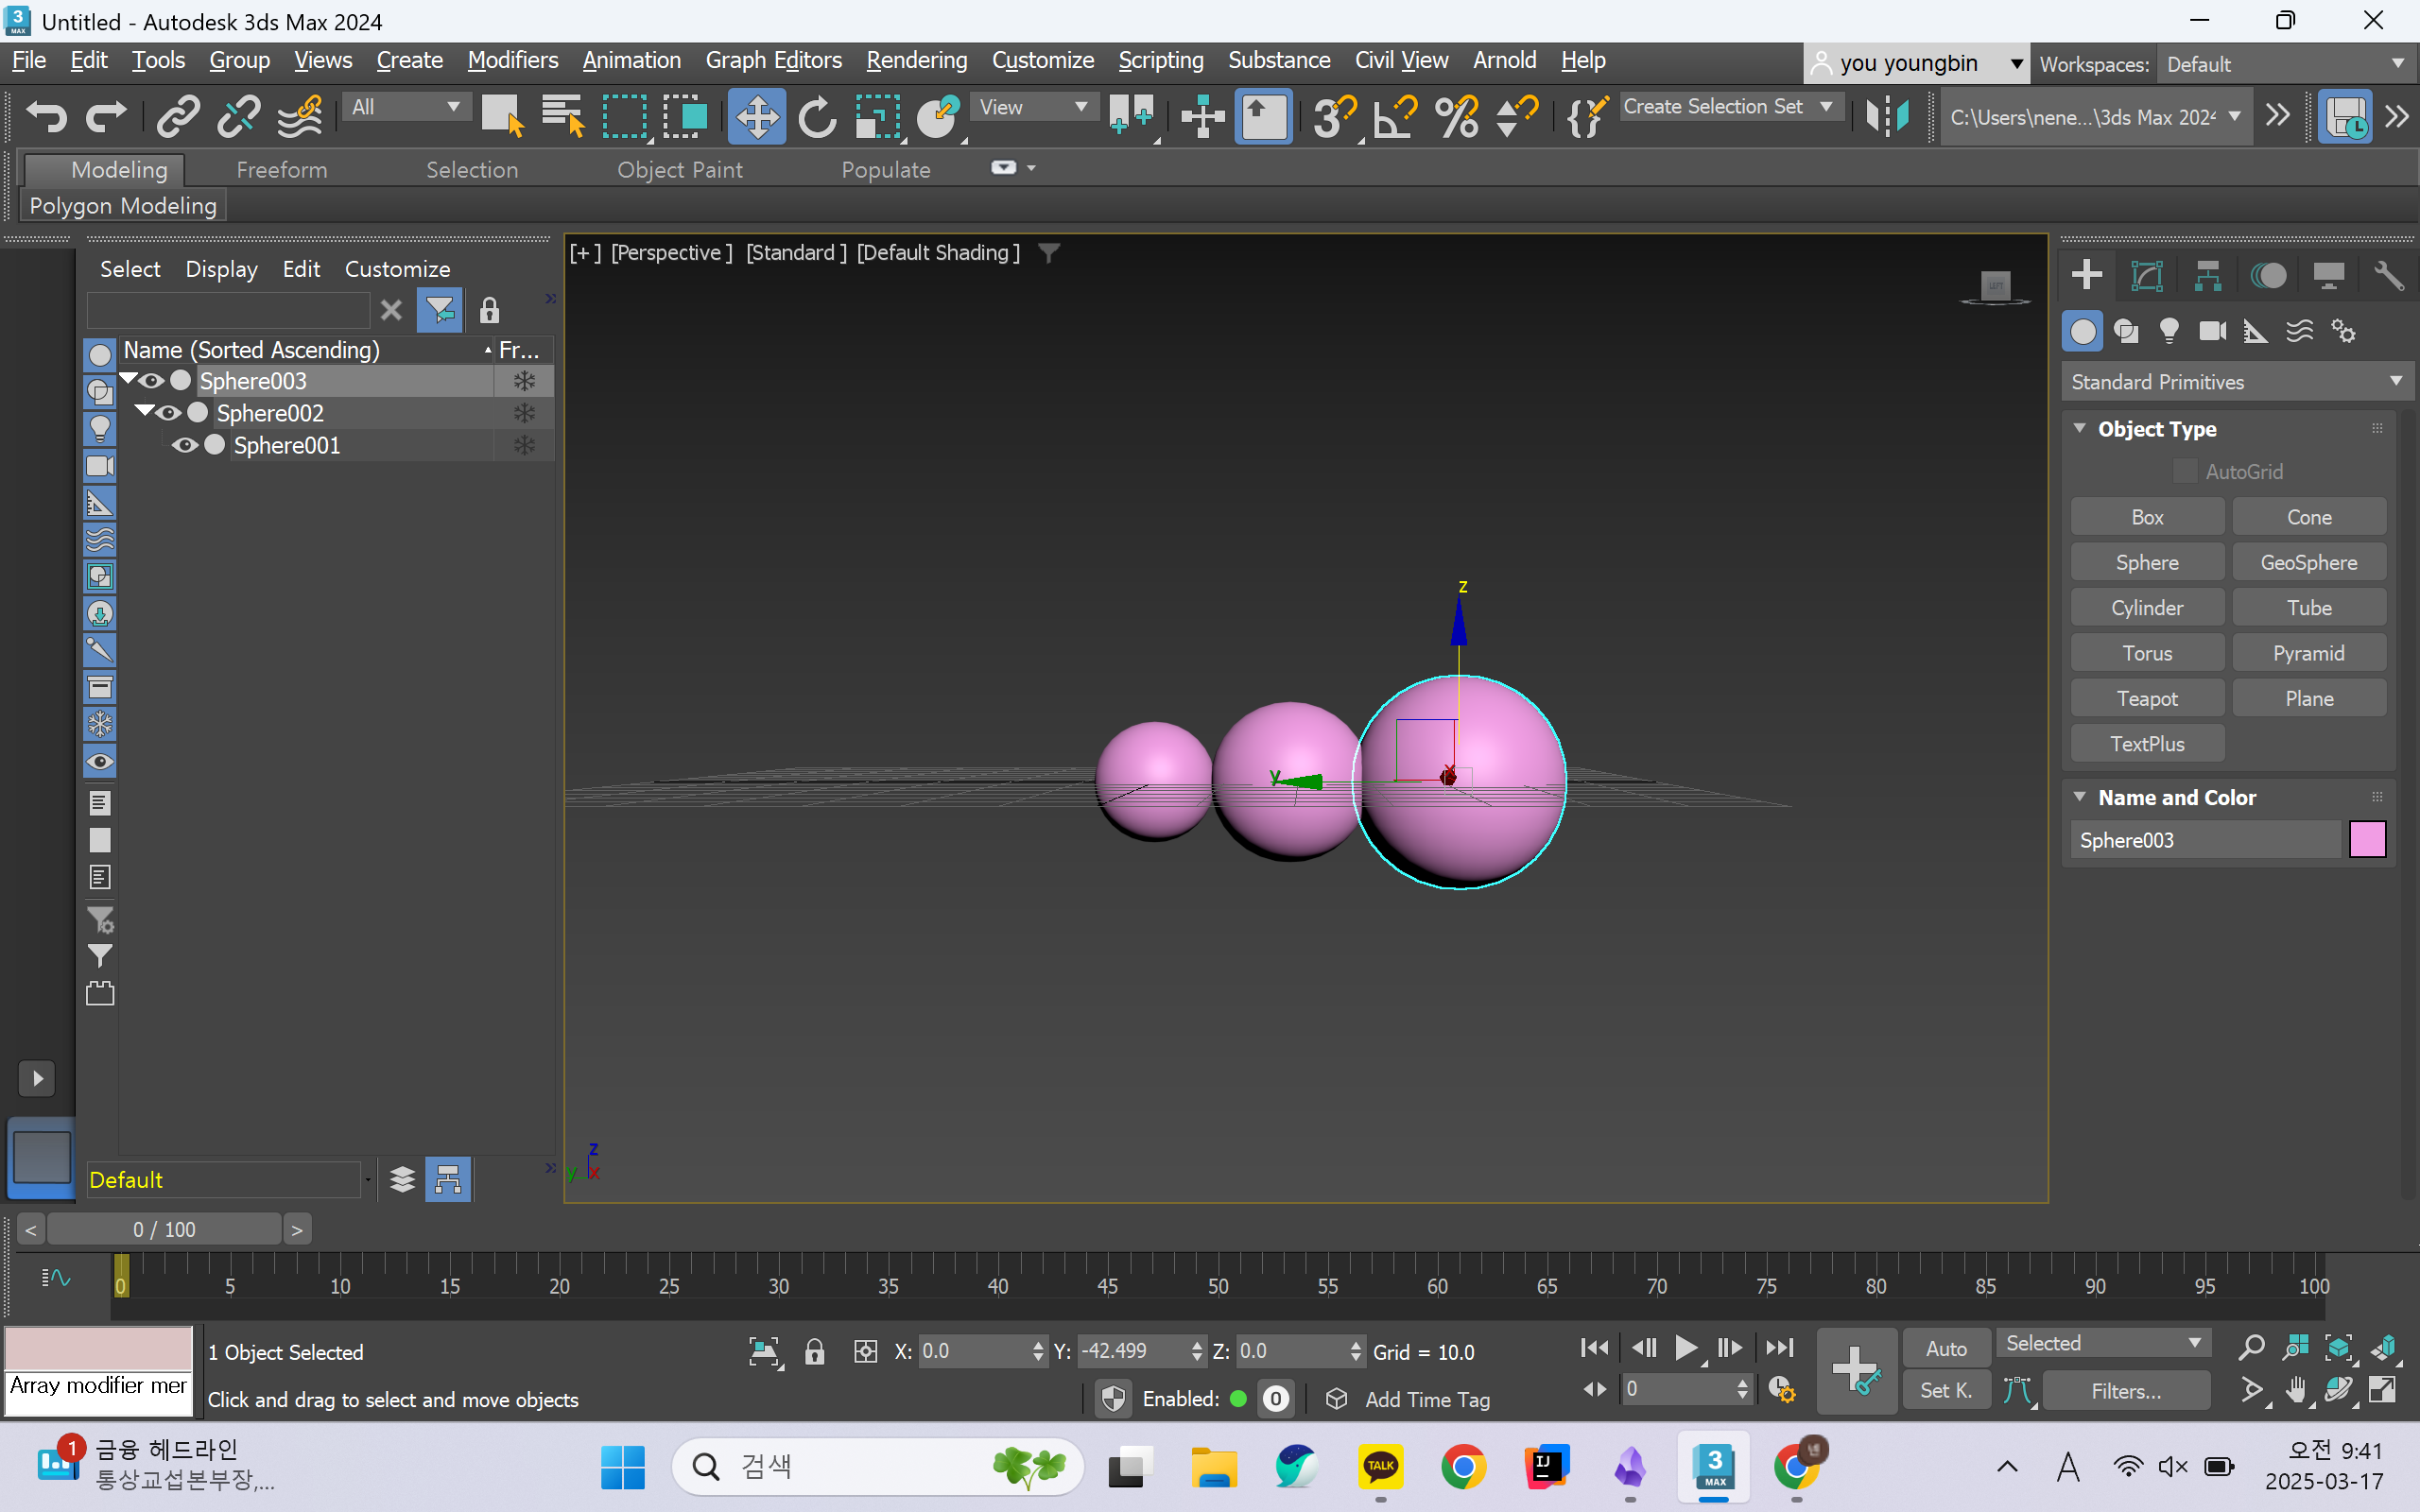 Untitled - Autodesk 3ds Max 2024
File Edit Tools Group Views Create Modifiers Animation Graph Editors Rendering Customize Scripting Substance Civil View Arnold Help
you youngbin
Workspaces: Default
All
View
Create Selection Set
C:\Users\nene...\3ds Max 2024
Modeling Freeform Selection Object Paint Populate
Polygon Modeling
Select Display Edit Customize
Name (Sorted Ascending) Fr...
Sphere003
Sphere002
Sphere001
Default
[+] [Perspective] [Standard] [Default Shading]
LEFT
z
y
x
z
y x
Standard Primitives
Object Type
AutoGrid
Box Cone
Sphere GeoSphere
Cylinder Tube
Torus Pyramid
Teapot Plane
TextPlus
Name and Color
Sphere003
< 0 / 100 >
0 5 10 15 20 25 30 35 40 45 50 55 60 65 70 75 80 85 90 95 100
Array modifier mer
1 Object Selected
Click and drag to select and move objects
X: 0.0 Y: -42.499 Z: 0.0 Grid = 10.0
Enabled: 0 Add Time Tag
0
Auto Selected
Set K. Filters...
1
금융 헤드라인
통상교섭본부장,...
검색
TALK
IJ
3
MAX
A
오전 9:41
2025-03-17